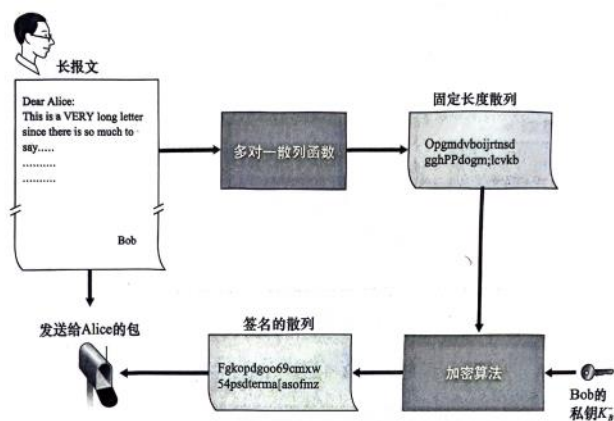 长报文
Dear Alice:
This is a VERY long letter
since there is so much to
say.....
..........
..........
Bob
多对一散列函数
固定长度散列
Opgmdvboijrtnsd
gghPPdogm;lcvkb
发送给Alice的包
签名的散列
Fgkopdgoo69cmxw
54psdterma[asofmz
加密算法
Bob的
私钥K⁻B